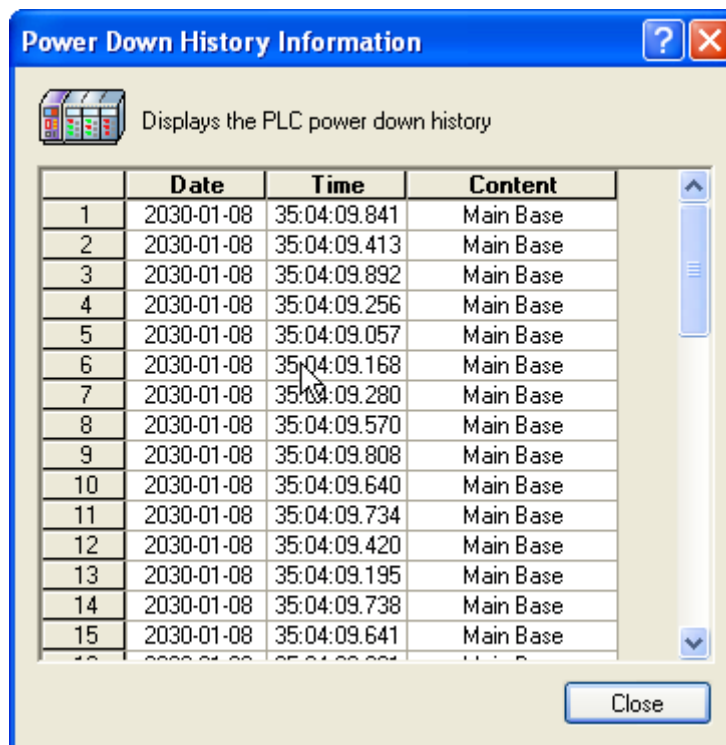 Power Down History Information
Displays the PLC power down history
Date Time Content
1 2030-01-08 35:04:09.841 Main Base
2 2030-01-08 35:04:09.413 Main Base
3 2030-01-08 35:04:09.892 Main Base
4 2030-01-08 35:04:09.256 Main Base
5 2030-01-08 35:04:09.057 Main Base
6 2030-01-08 35:04:09.168 Main Base
7 2030-01-08 35:04:09.280 Main Base
8 2030-01-08 35:04:09.570 Main Base
9 2030-01-08 35:04:09.808 Main Base
10 2030-01-08 35:04:09.640 Main Base
11 2030-01-08 35:04:09.734 Main Base
12 2030-01-08 35:04:09.420 Main Base
13 2030-01-08 35:04:09.195 Main Base
14 2030-01-08 35:04:09.738 Main Base
15 2030-01-08 35:04:09.641 Main Base
Close